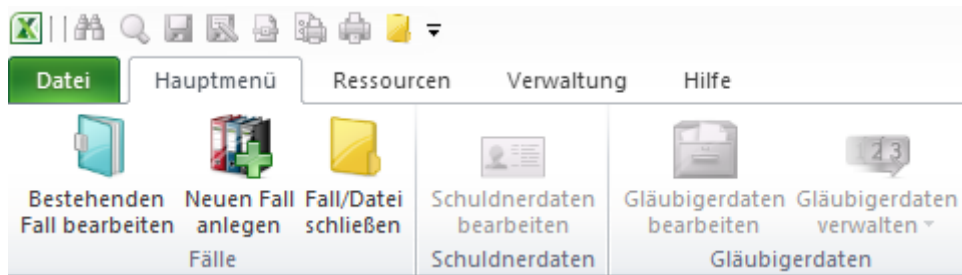 Datei Hauptmenü Ressourcen Verwaltung Hilfe
Bestehenden Neuen Fall Fall/Datei Schuldnerdaten Gläubigerdaten Gläubigerdaten
Fall bearbeiten anlegen schließen bearbeiten bearbeiten verwalten
Fälle Schuldnerdaten Gläubigerdaten